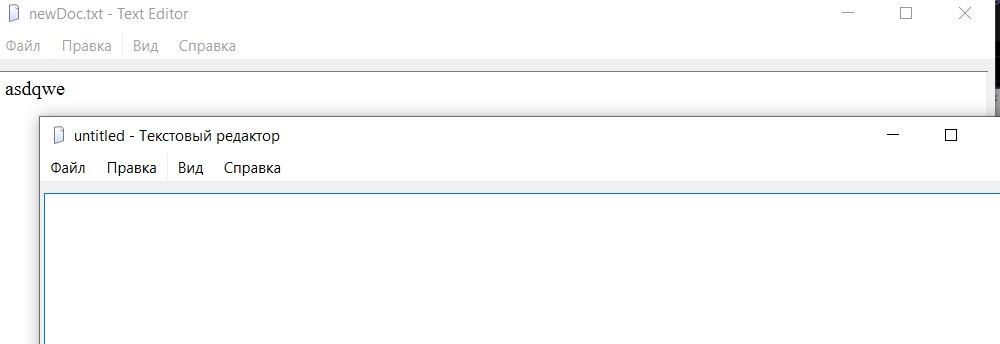 newDoc.txt - Text Editor
Файл Правка Вид Справка
asdqwe
untitled - Текстовый редактор
Файл Правка Вид Справка